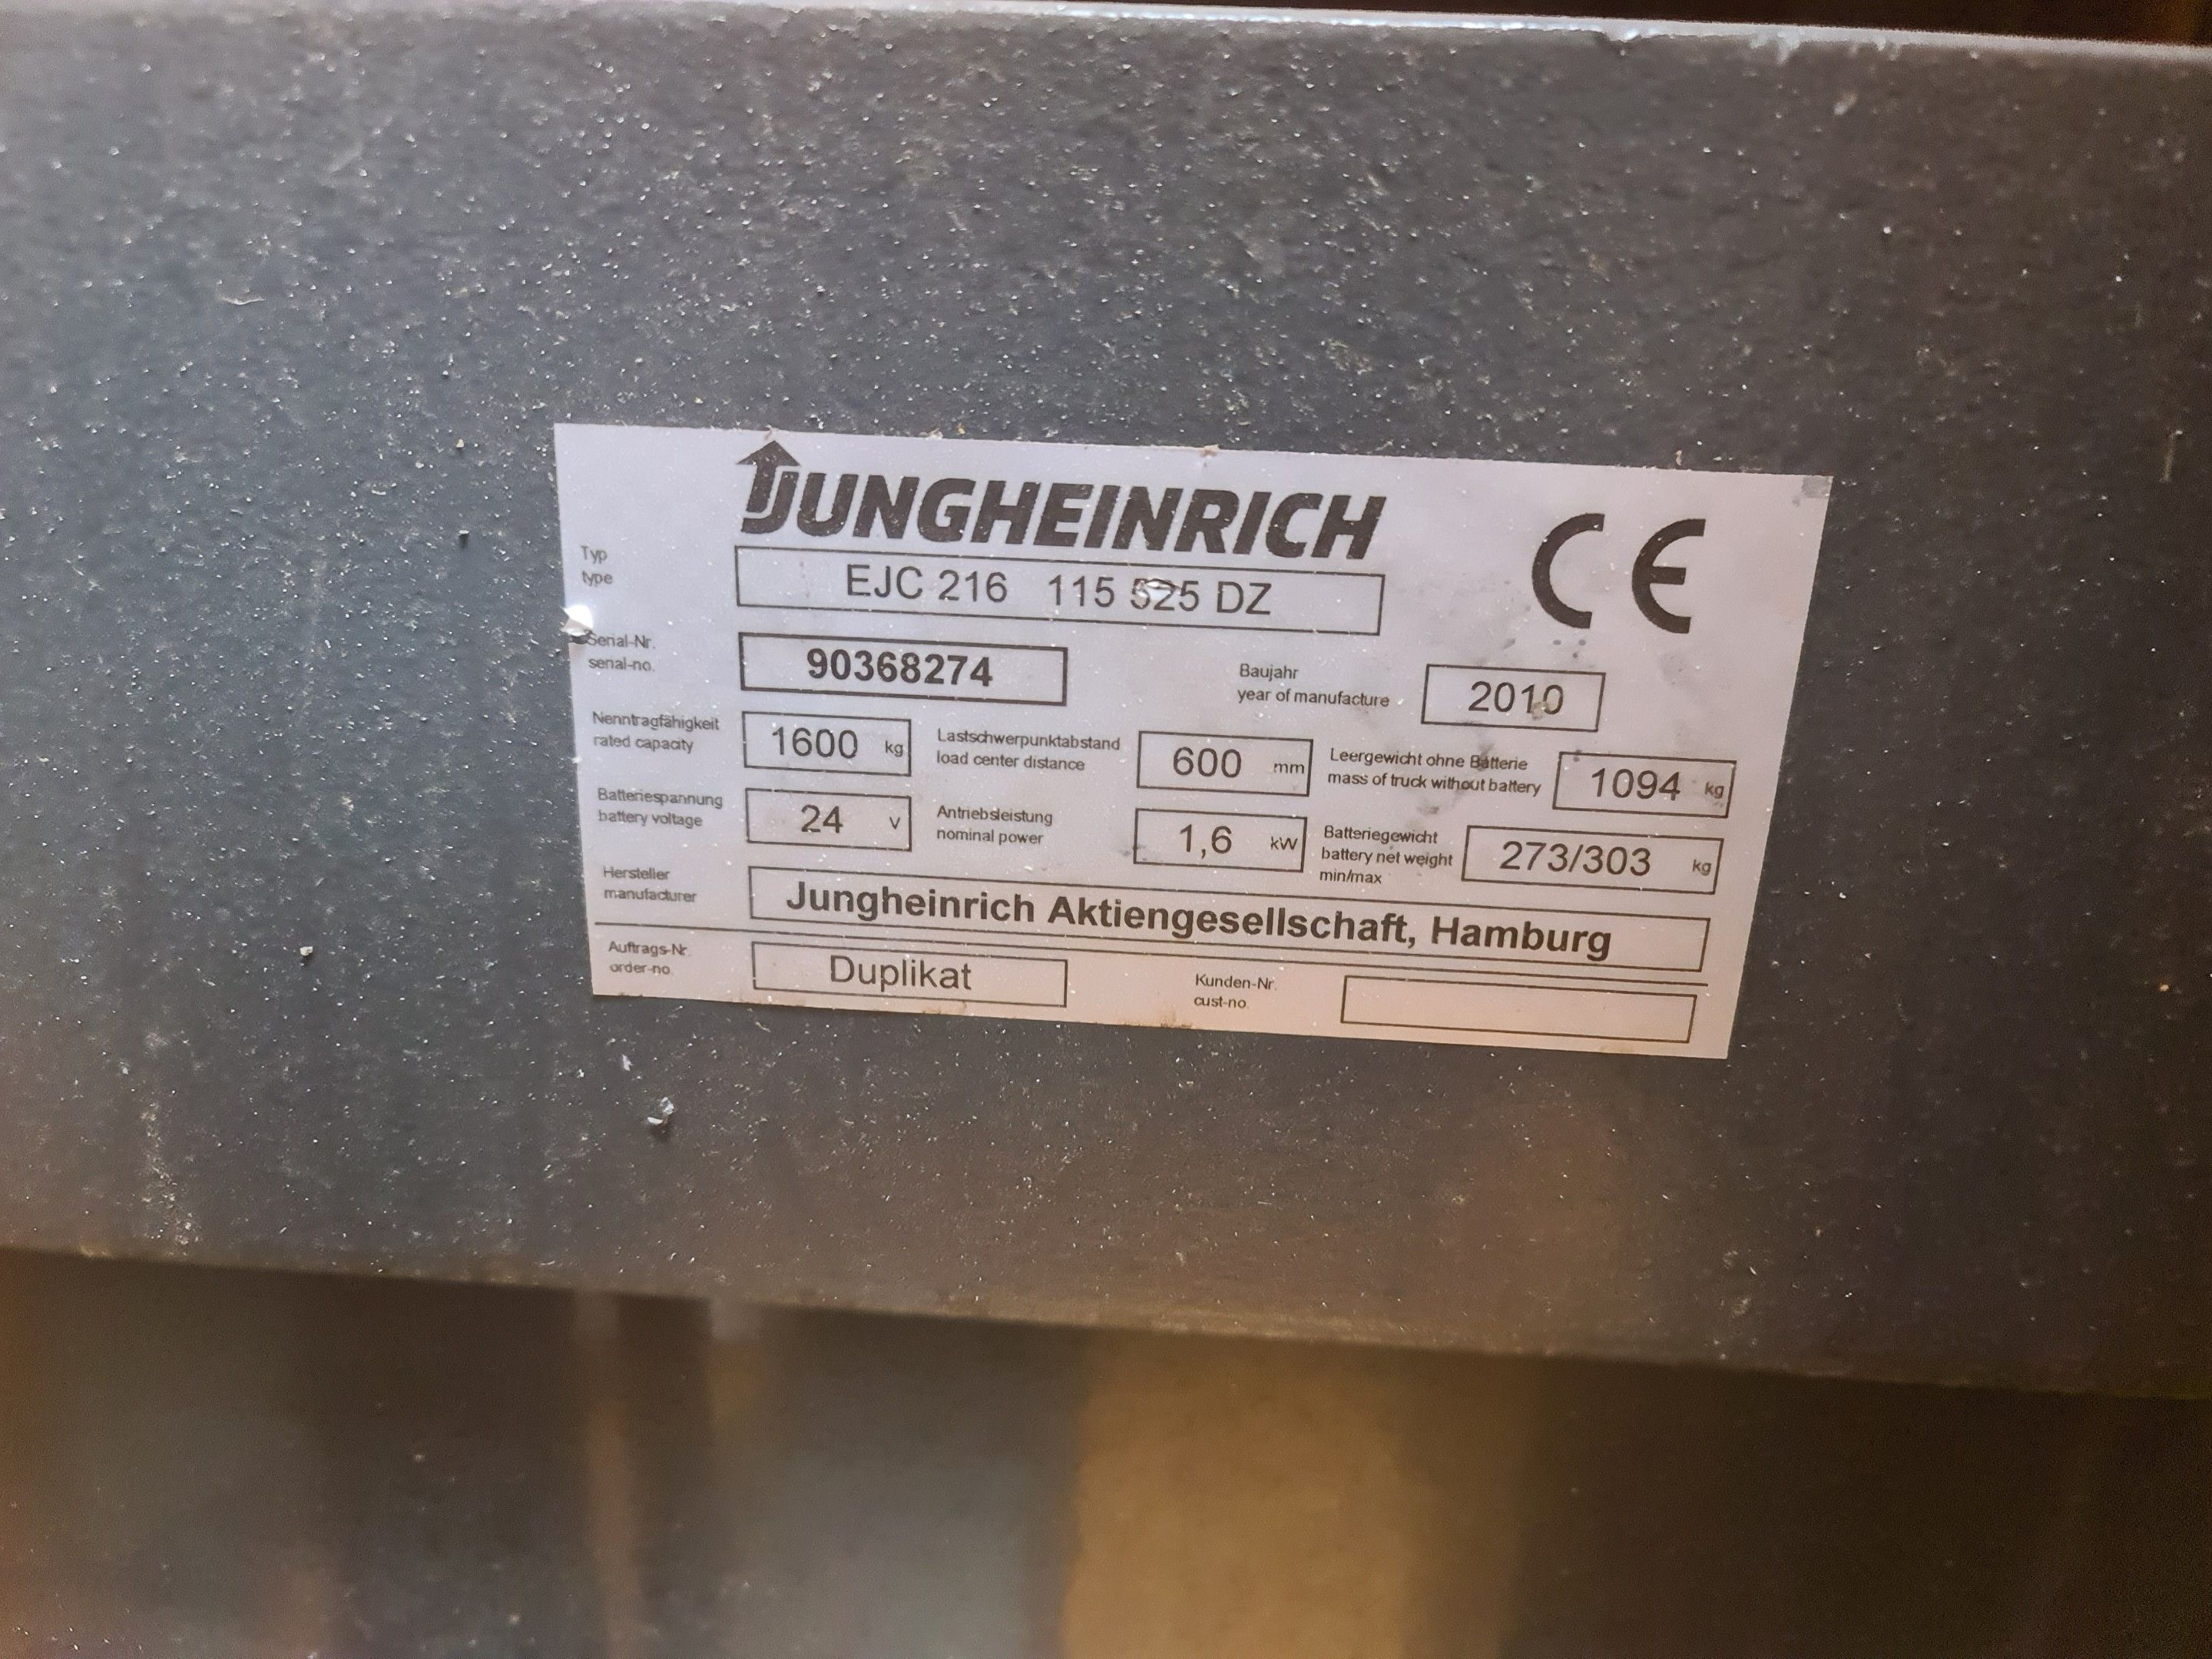 JUNGHEINRICH
CE
Typ
type
EJC 216 115 525 DZ
Serial-Nr.
serial-no.
90368274
Baujahr
year of manufacture
2010
Nenntragfähigkeit
rated capacity
1600 kg
Lastschwerpunktabstand
load center distance
600 mm
Leergewicht ohne Batterie
mass of truck without battery
1094 kg
Batteriespannung
battery voltage
24 V
Antriebsleistung
nominal power
1,6 kW
Batteriegewicht
battery net weight
min/max
273/303 kg
Hersteller
manufacturer
Jungheinrich Aktiengesellschaft, Hamburg
Auftrags-Nr.
order-no.
Duplikat
Kunden-Nr.
cust-no.